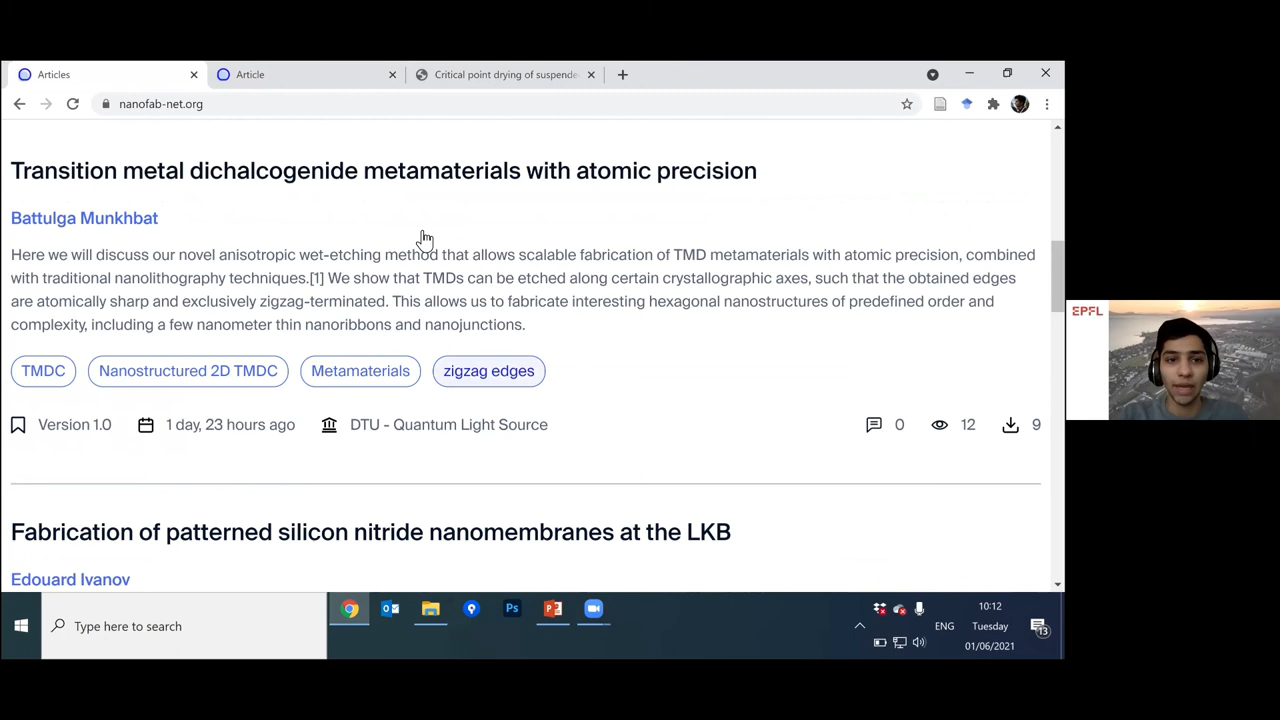 Articles
Article
Critical point drying of suspende
nanofab-net.org
Transition metal dichalcogenide metamaterials with atomic precision
Battulga Munkhbat
Here we will discuss our novel anisotropic wet-etching method that allows scalable fabrication of TMD metamaterials with atomic precision, combined
with traditional nanolithography techniques.[1] We show that TMDs can be etched along certain crystallographic axes, such that the obtained edges
are atomically sharp and exclusively zigzag-terminated. This allows us to fabricate interesting hexagonal nanostructures of predefined order and
complexity, including a few nanometer thin nanoribbons and nanojunctions.
TMDC Nanostructured 2D TMDC Metamaterials zigzag edges
Version 1.0 1 day, 23 hours ago DTU - Quantum Light Source 0 12 9
Fabrication of patterned silicon nitride nanomembranes at the LKB
Edouard Ivanov
EPFL
Type here to search
Ps
ENG
10:12
Tuesday
01/06/2021
13